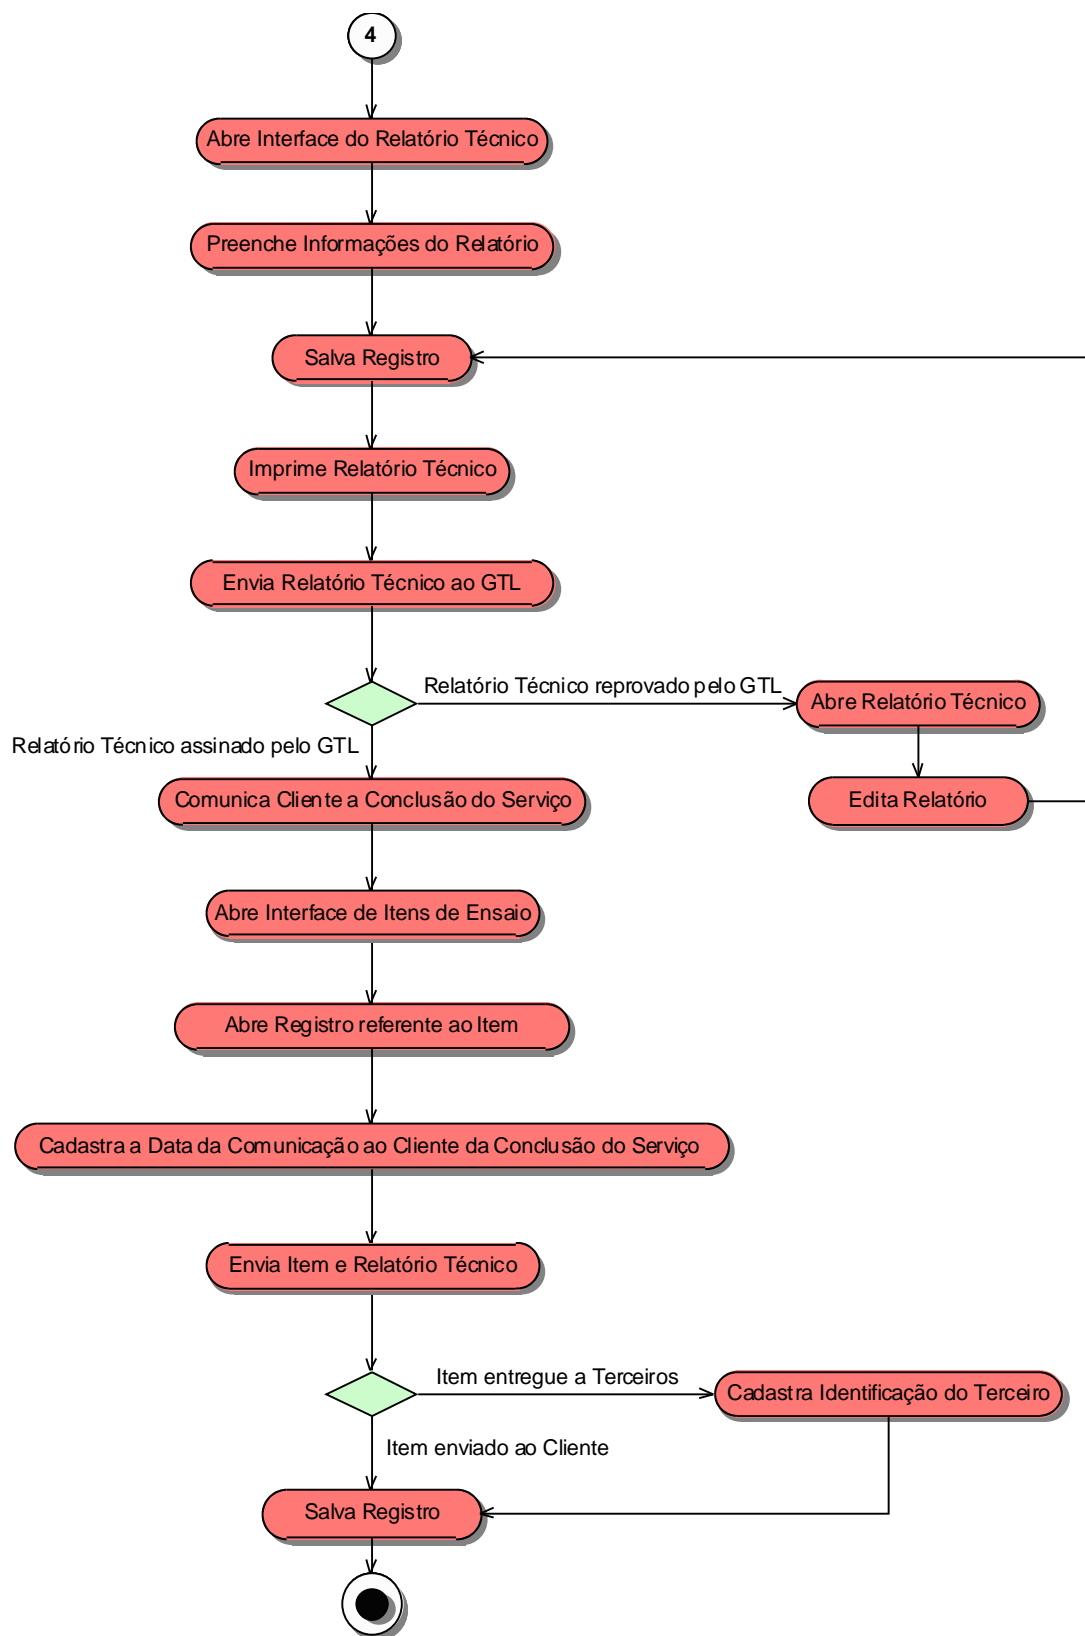 4
Abre Interface do Relatório Técnico
Preenche Informações do Relatório
Salva Registro
Imprime Relatório Técnico
Envia Relatório Técnico ao GTL
Relatório Técnico reprovado pelo GTL
Abre Relatório Técnico
Relatório Técnico assinado pelo GTL
Comunica Cliente a Conclusão do Serviço
Edita Relatório
Abre Interface de Itens de Ensaio
Abre Registro referente ao Item
Cadastra a Data da Comunicação ao Cliente da Conclusão do Serviço
Envia Item e Relatório Técnico
Item entregue a Terceiros
Cadastra Identificação do Terceiro
Item enviado ao Cliente
Salva Registro